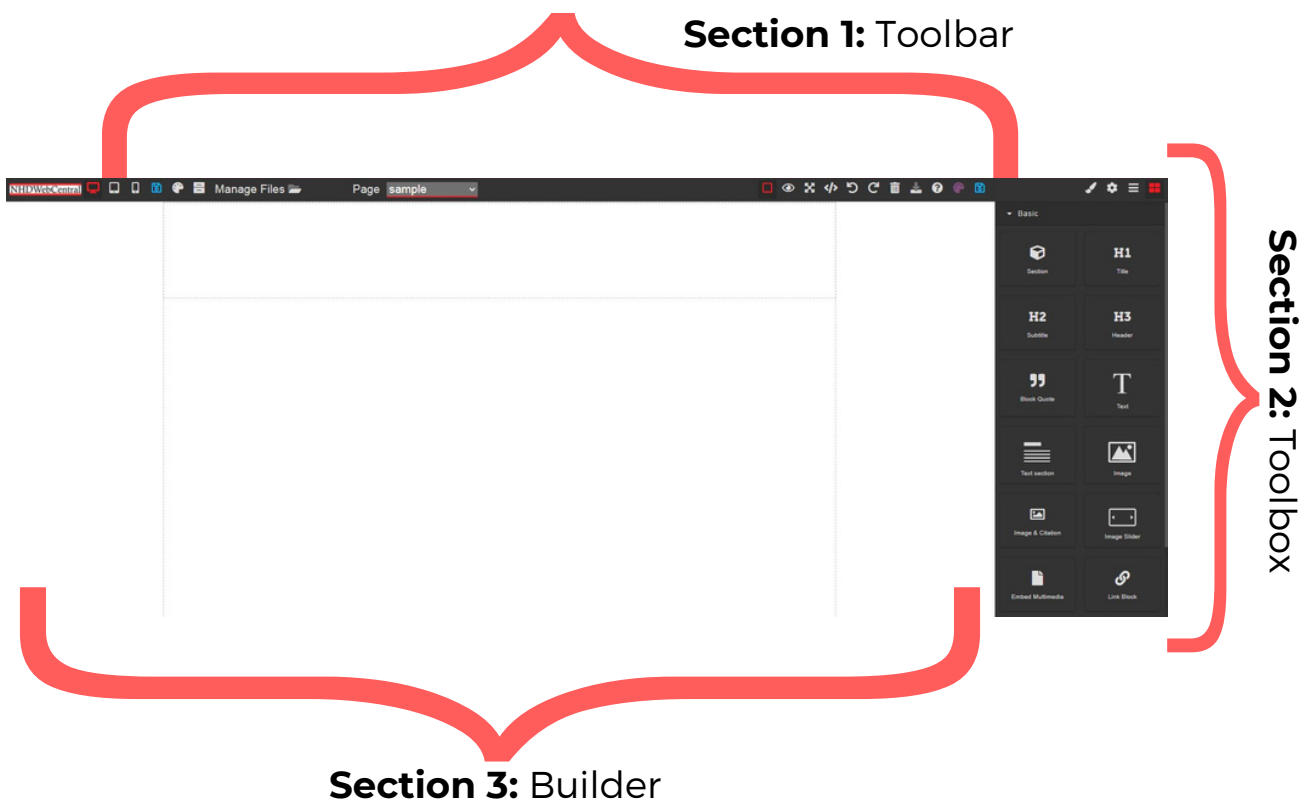 Section 1: Toolbar
NHDWebCentral Manage Files Page sample
Basic
Section H1 Title
H2 Subtitle H3 Header
Block Quote T Text
Text section Image
Image & Citation Image Slider
Embed Multimedia Link Block
Section 2: Toolbox
Section 3: Builder